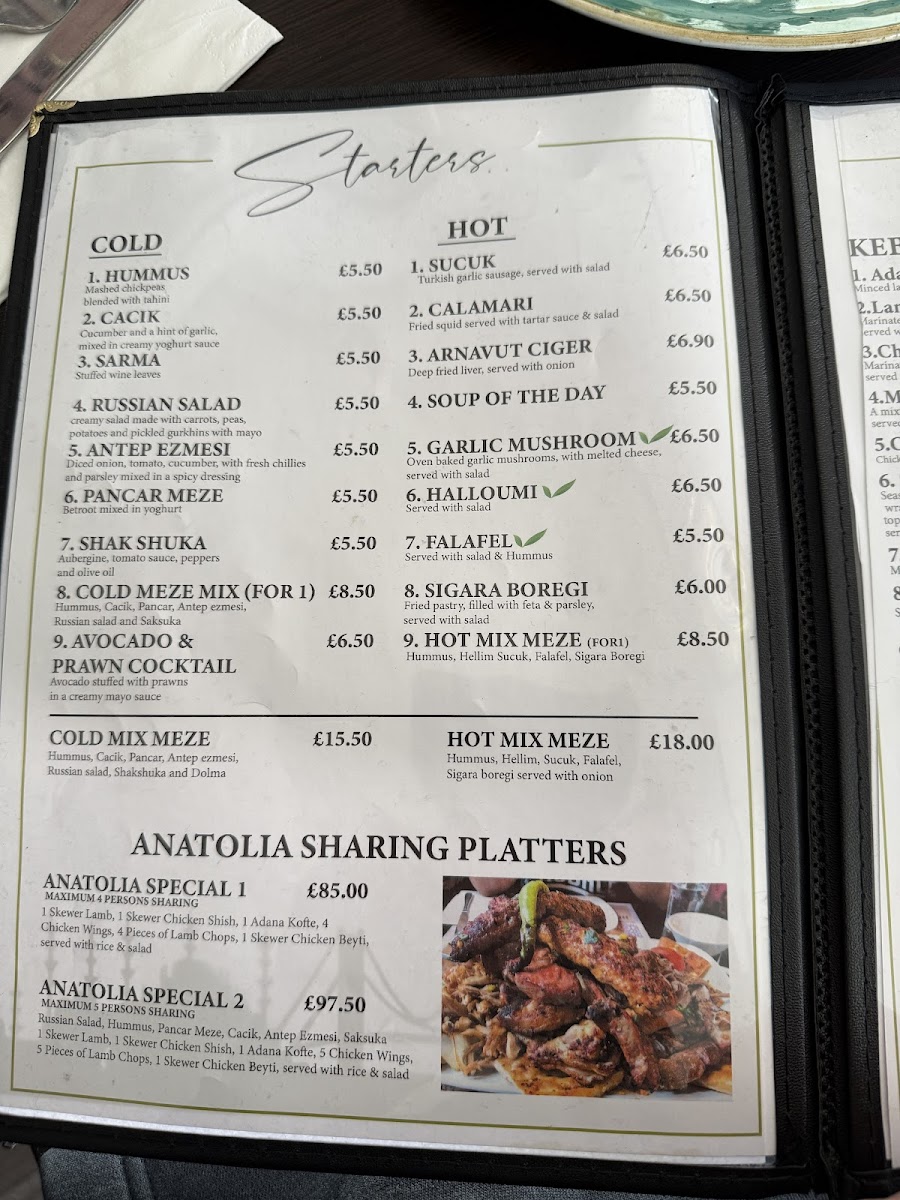 Starters
COLD
1. HUMMUS £5.50
Mashed chickpeas
blended with tahini
2. CACIK £5.50
Cucumber and a hint of garlic,
mixed in creamy yoghurt sauce
3. SARMA £5.50
Stuffed wine leaves
4. RUSSIAN SALAD £5.50
creamy salad made with carrots, peas,
potatoes and pickled gurkhins with mayo
5. ANTEP EZMESI £5.50
Diced onion, tomato, cucumber, with fresh chillies
and parsley mixed in a spicy dressing
6. PANCAR MEZE £5.50
Betroot mixed in yoghurt
7. SHAK SHUKA £5.50
Aubergine, tomato sauce, peppers
and olive oil
8. COLD MEZE MIX (FOR 1) £8.50
Hummus, Cacik, Pancar, Antep ezmesi,
Russian salad and Saksuka
9. AVOCADO & £6.50
PRAWN COCKTAIL
Avocado stuffed with prawns
in a creamy mayo sauce
HOT
1. SUCUK £6.50
Turkish garlic sausage, served with salad
2. CALAMARI £6.50
Fried squid served with tartar sauce & salad
3. ARNAVUT CIGER £6.90
Deep fried liver, served with onion
4. SOUP OF THE DAY £5.50
5. GARLIC MUSHROOM £6.50
Oven baked garlic mushrooms, with melted cheese,
served with salad
6. HALLOUMI £6.50
Served with salad
7. FALAFEL £5.50
Served with salad & Hummus
8. SIGARA BOREGI £6.00
Fried pastry, filled with feta & parsley,
served with salad
9. HOT MIX MEZE (FOR1) £8.50
Hummus, Hellim Sucuk, Falafel, Sigara Boregi
COLD MIX MEZE £15.50
Hummus, Cacik, Pancar, Antep ezmesi,
Russian salad, Shakshuka and Dolma
HOT MIX MEZE £18.00
Hummus, Hellim, Sucuk, Falafel,
Sigara boregi served with onion
ANATOLIA SHARING PLATTERS
ANATOLIA SPECIAL 1 £85.00
MAXIMUM 4 PERSONS SHARING
1 Skewer Lamb, 1 Skewer Chicken Shish, 1 Adana Kofte, 4
Chicken Wings, 4 Pieces of Lamb Chops, 1 Skewer Chicken Beyti,
served with rice & salad
ANATOLIA SPECIAL 2 £97.50
MAXIMUM 5 PERSONS SHARING
Russian Salad, Hummus, Pancar Meze, Cacik, Antep Ezmesi, Saksuka
1 Skewer Lamb, 1 Skewer Chicken Shish, 1 Adana Kofte, 5 Chicken Wings,
5 Pieces of Lamb Chops, 1 Skewer Chicken Beyti, served with rice & salad